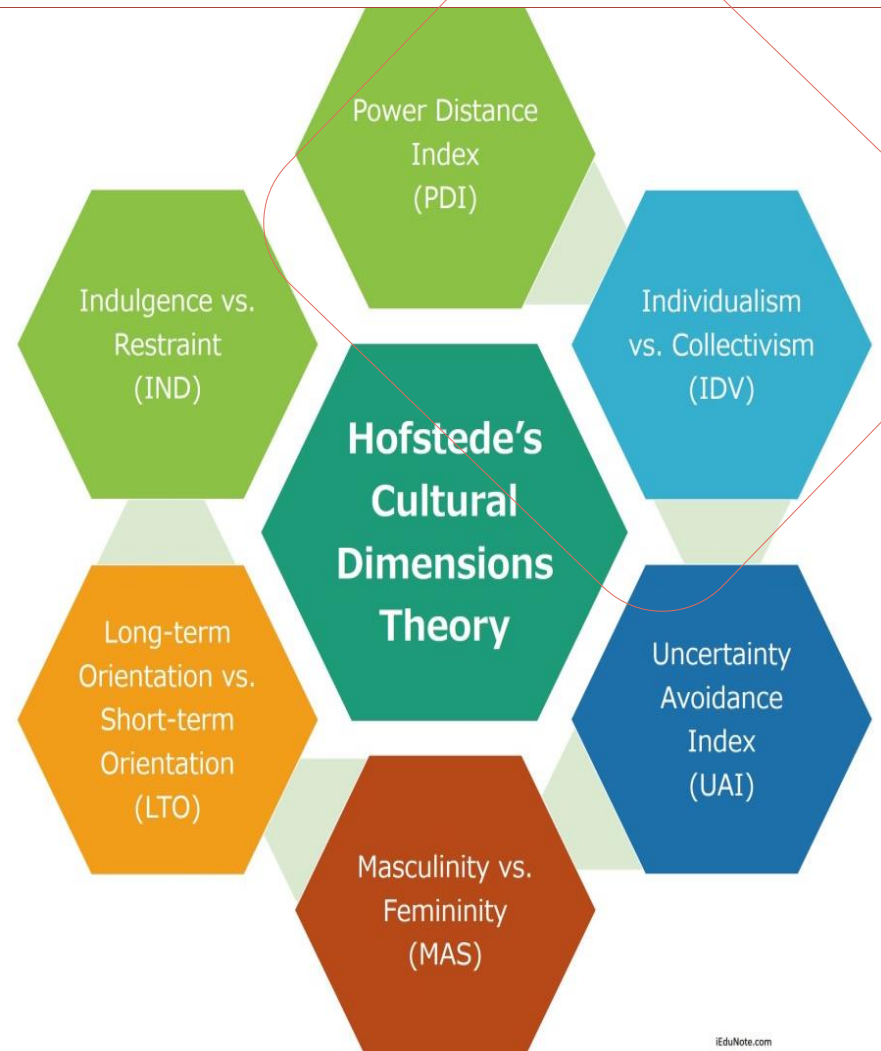 Power Distance
Index
(PDI)
Individualism
vs. Collectivism
(IDV)
Uncertainty
Avoidance
Index
(UAI)
Masculinity vs.
Femininity
(MAS)
Long-term
Orientation vs.
Short-term
Orientation
(LTO)
Indulgence vs.
Restraint
(IND)
Hofstede’s
Cultural
Dimensions
Theory
iEduNote.com